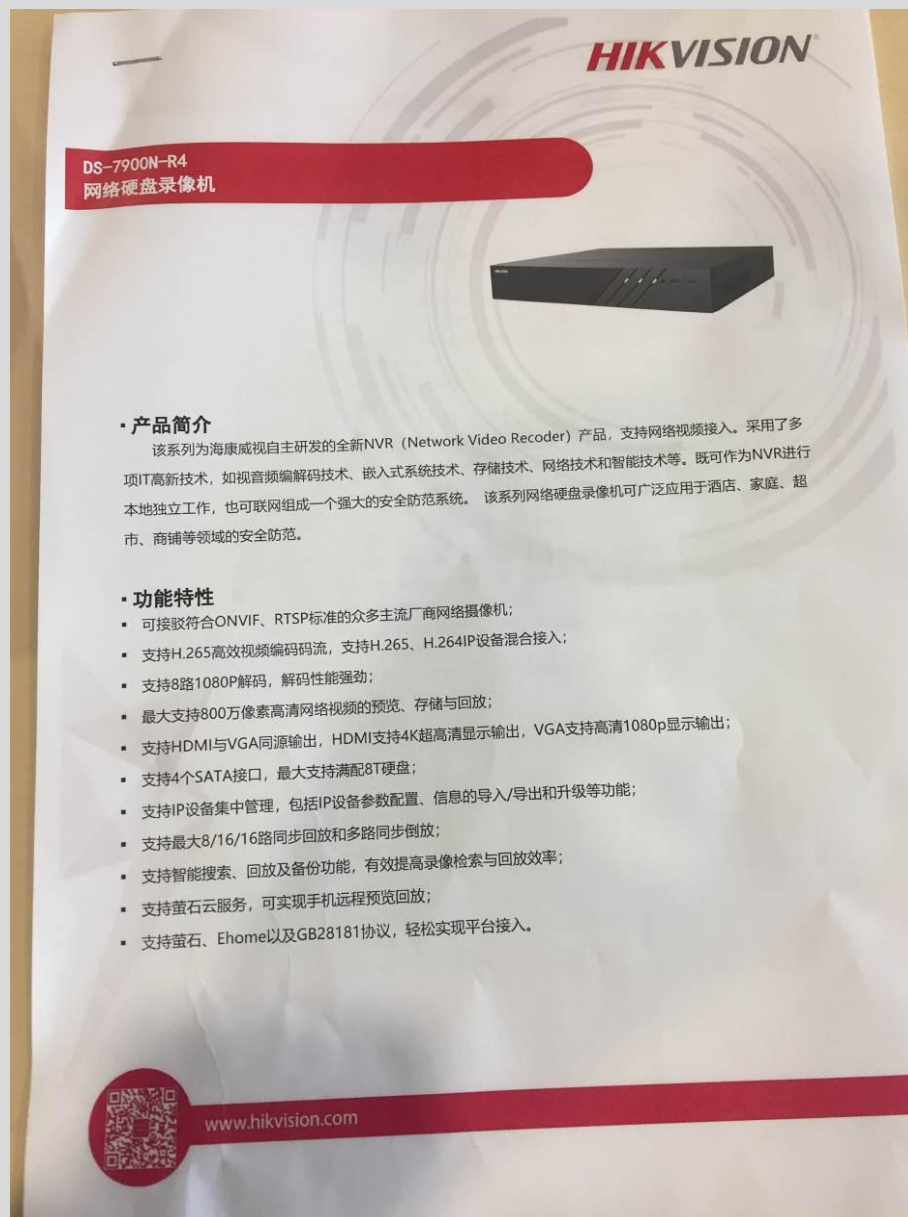 HIKVISION
DS-7900N-R4
网络硬盘录像机
▪ 产品简介
该系列为海康威视自主研发的全新NVR（Network Video Recoder）产品，支持网络视频接入。采用了多
项IT高新技术，如视音频编解码技术、嵌入式系统技术、存储技术、网络技术和智能技术等。既可作为NVR进行
本地独立工作，也可联网组成一个强大的安全防范系统。 该系列网络硬盘录像机可广泛应用于酒店、家庭、超
市、商铺等领域的安全防范。
▪ 功能特性
▪ 可接驳符合ONVIF、RTSP标准的众多主流厂商网络摄像机；
▪ 支持H.265高效视频编码码流，支持H.265、H.264IP设备混合接入；
▪ 支持8路1080P解码，解码性能强劲；
▪ 最大支持800万像素高清网络视频的预览、存储与回放；
▪ 支持HDMI与VGA同源输出，HDMI支持4K超高清显示输出，VGA支持高清1080p显示输出；
▪ 支持4个SATA接口，最大支持满配8T硬盘；
▪ 支持IP设备集中管理，包括IP设备参数配置、信息的导入/导出和升级等功能；
▪ 支持最大8/16/16路同步回放和多路同步倒放；
▪ 支持智能搜索、回放及备份功能，有效提高录像检索与回放效率；
▪ 支持萤石云服务，可实现手机远程预览回放；
▪ 支持萤石、Ehome以及GB28181协议，轻松实现平台接入。
www.hikvision.com